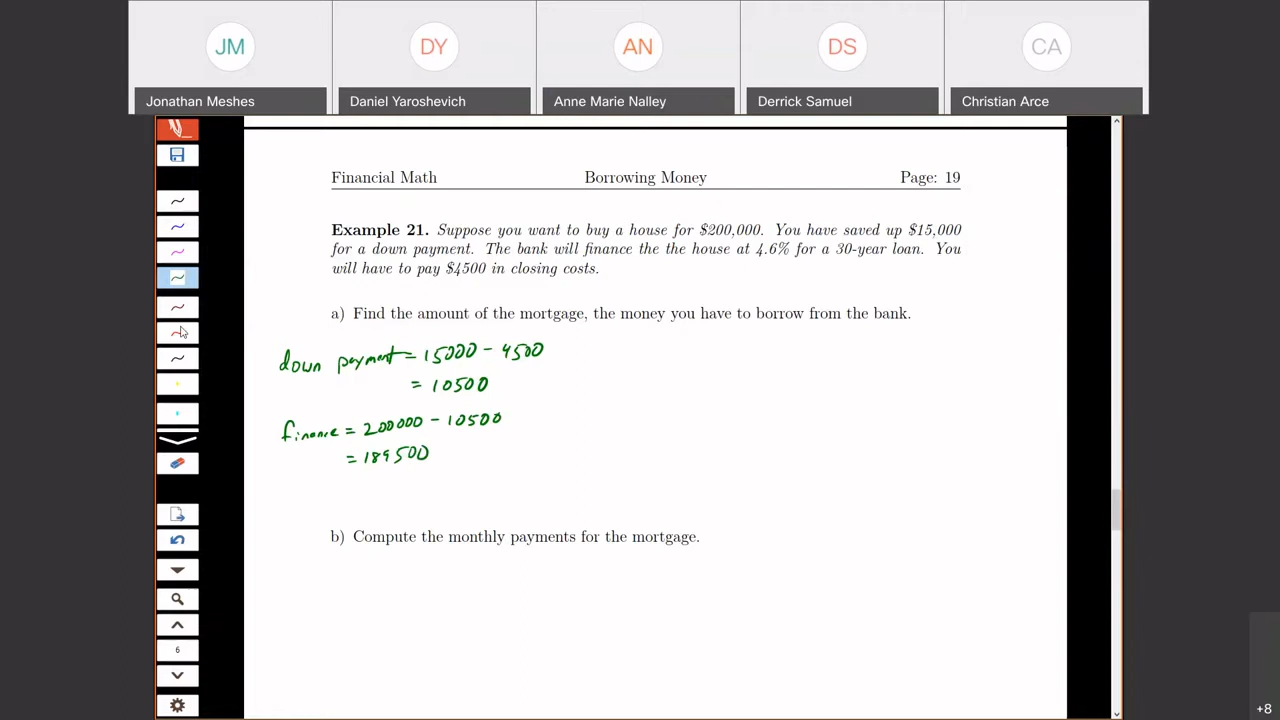 JM
DY
AN
DS
CA
Jonathan Meshes
Daniel Yaroshevich
Anne Marie Nalley
Derrick Samuel
Christian Arce
Financial Math Borrowing Money Page: 19
Example 21. Suppose you want to buy a house for $200,000. You have saved up $15,000
for a down payment. The bank will finance the the house at 4.6% for a 30-year loan. You
will have to pay $4500 in closing costs.
a) Find the amount of the mortgage, the money you have to borrow from the bank.
down payment = 15000 - 4500
= 10500
finance = 200000 - 10500
= 189500
b) Compute the monthly payments for the mortgage.
6
+8